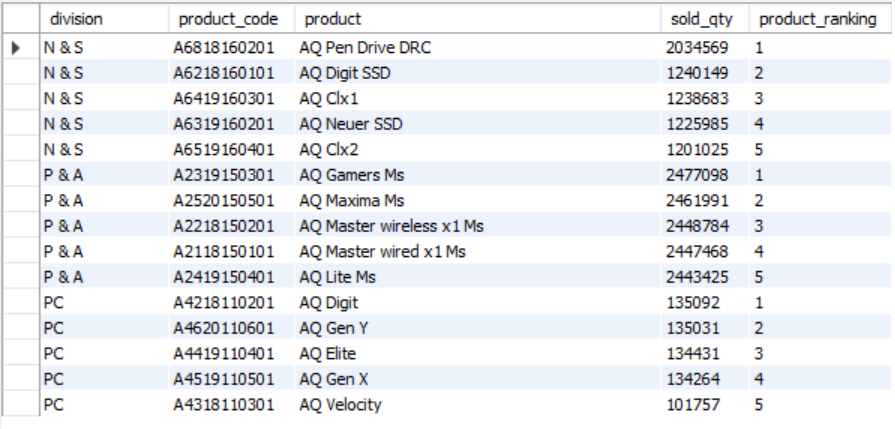 division product_code product sold_qty product_ranking
N & S A6818160201 AQ Pen Drive DRC 2034569 1
N & S A6218160101 AQ Digit SSD 1240149 2
N & S A6419160301 AQ Clx1 1238683 3
N & S A6319160201 AQ Neuer SSD 1225985 4
N & S A6519160401 AQ Clx2 1201025 5
P & A A2319150301 AQ Gamers Ms 2477098 1
P & A A2520150501 AQ Maxima Ms 2461991 2
P & A A2218150201 AQ Master wireless x1 Ms 2448784 3
P & A A2118150101 AQ Master wired x1 Ms 2447468 4
P & A A2419150401 AQ Lite Ms 2443425 5
PC A4218110201 AQ Digit 135092 1
PC A4620110601 AQ Gen Y 135031 2
PC A4419110401 AQ Elite 134431 3
PC A4519110501 AQ Gen X 134264 4
PC A4318110301 AQ Velocity 101757 5